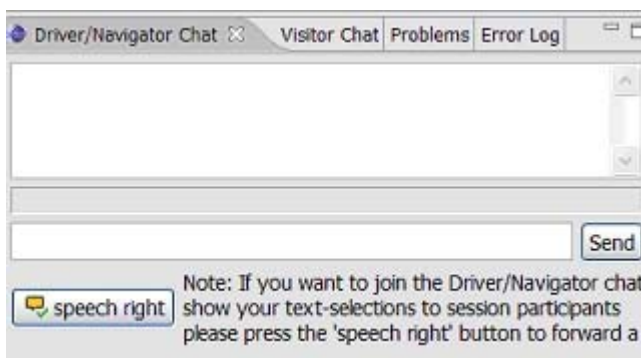 Driver/Navigator Chat Visitor Chat Problems Error Log
Send
speech right
Note: If you want to join the Driver/Navigator chat
show your text-selections to session participants
please press the 'speech right' button to forward a